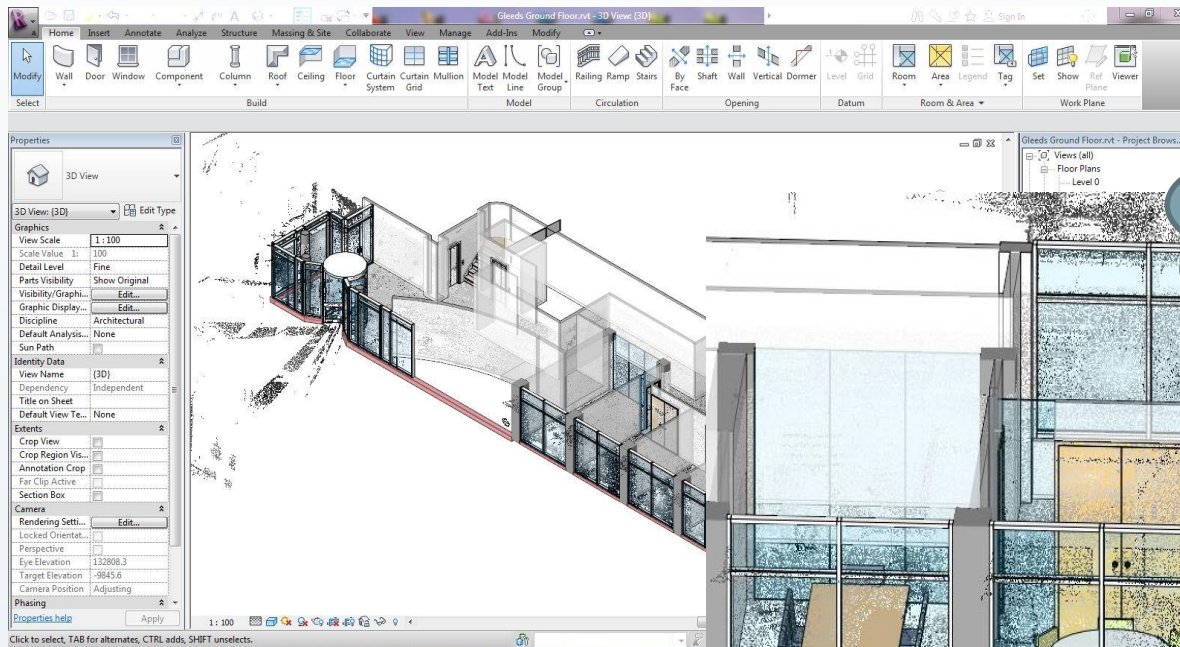 Gleeds Ground Floor.rvt - 3D View: {3D}
Sign In
Home Insert Annotate Analyze Structure Massing & Site Collaborate View Manage Add-Ins Modify
Modify Wall Door Window Component Column Roof Ceiling Floor Curtain System Curtain Grid Mullion Model Text Model Line Model Group Railing Ramp Stairs By Face Shaft Wall Vertical Dormer Level Grid Room Area Legend Tag Set Show Ref Plane Viewer
Select Build Model Circulation Opening Datum Room & Area Work Plane
Properties
3D View
3D View: {3D} Edit Type
Graphics
View Scale 1 : 100
Scale Value 1: 100
Detail Level Fine
Parts Visibility Show Original
Visibility/Graphi... Edit...
Graphic Display... Edit...
Discipline Architectural
Default Analysis... None
Sun Path
Identity Data
View Name {3D}
Dependency Independent
Title on Sheet
Default View Te... None
Extents
Crop View
Crop Region Vis...
Annotation Crop
Far Clip Active
Section Box
Camera
Rendering Setti... Edit...
Locked Orientat...
Perspective
Eye Elevation 132808.3
Target Elevation -9845.6
Camera Position Adjusting
Phasing
Properties help Apply
Gleeds Ground Floor.rvt - Project Brows...
Views (all)
Floor Plans
Level 0
1 : 100
Click to select, TAB for alternates, CTRL adds, SHIFT unselects.